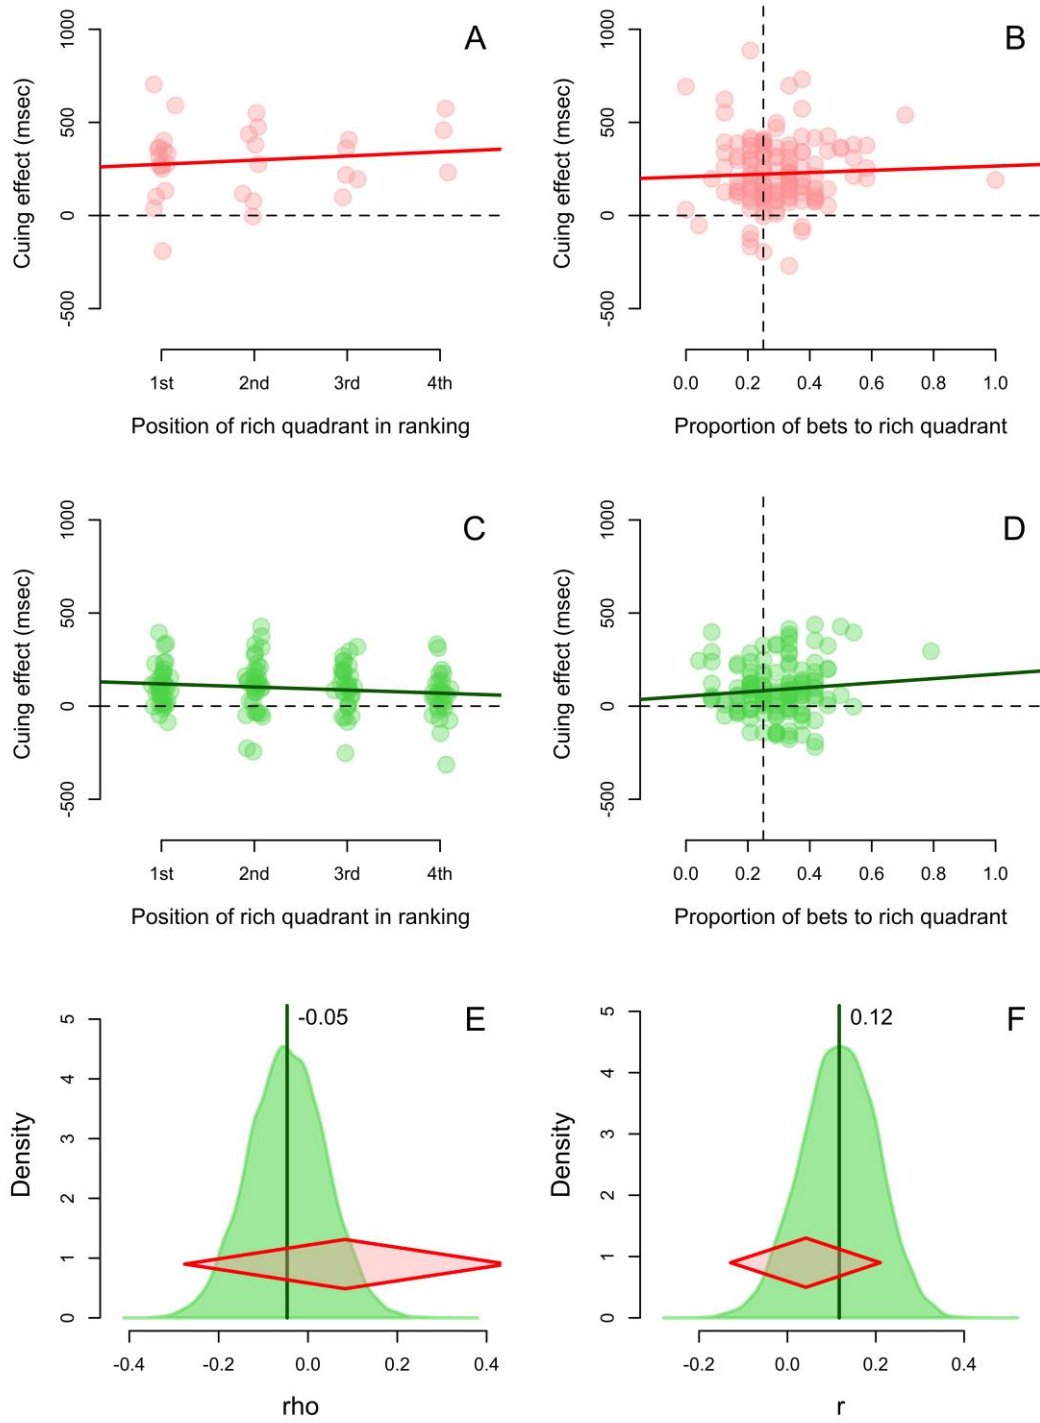 A
Cuing effect (msec)
1000
500
0
-500
1st 2nd 3rd 4th
Position of rich quadrant in ranking
B
Cuing effect (msec)
1000
500
0
-500
0.0 0.2 0.4 0.6 0.8 1.0
Proportion of bets to rich quadrant
C
Cuing effect (msec)
1000
500
0
-500
1st 2nd 3rd 4th
Position of rich quadrant in ranking
D
Cuing effect (msec)
1000
500
0
-500
0.0 0.2 0.4 0.6 0.8 1.0
Proportion of bets to rich quadrant
E
-0.05
Density
5
4
3
2
1
0
-0.4 -0.2 0.0 0.2 0.4
rho
F
0.12
Density
5
4
3
2
1
0
-0.2 0.0 0.2 0.4
r